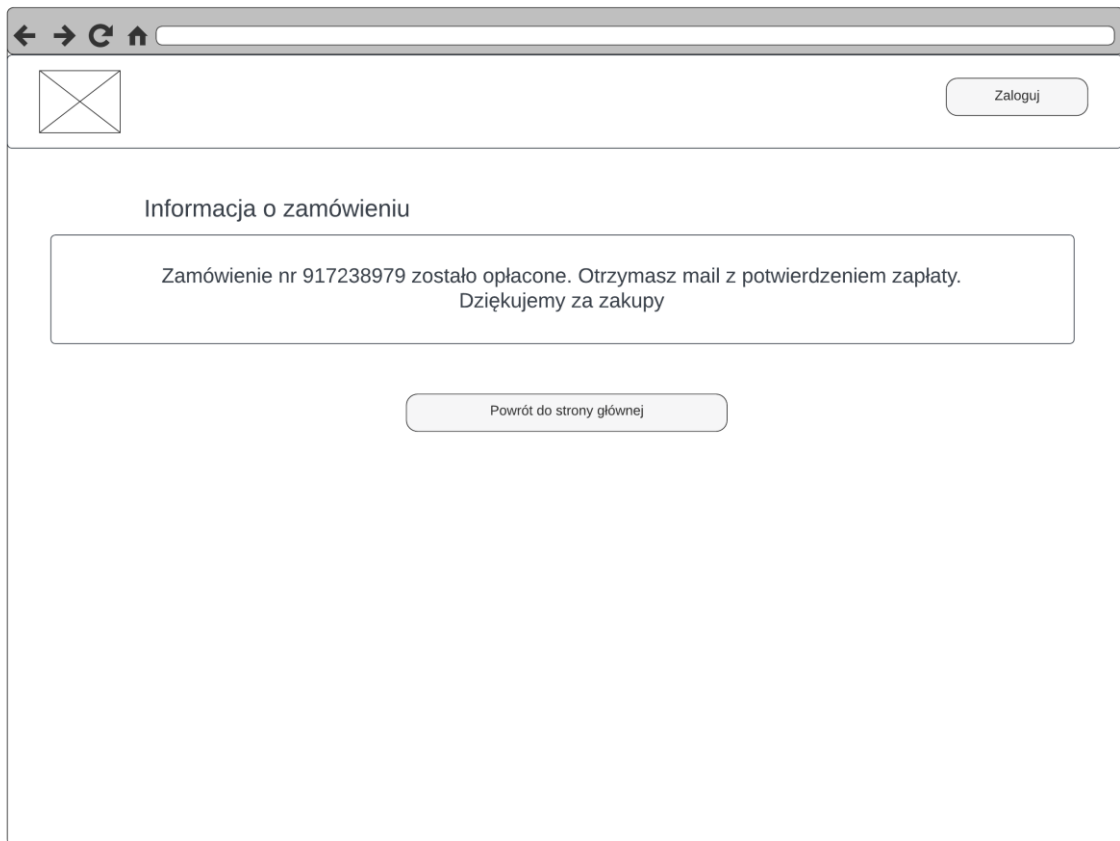 Zaloguj
Informacja o zamówieniu
Zamówienie nr 917238979 zostało opłacone. Otrzymasz mail z potwierdzeniem zapłaty.
Dziękujemy za zakupy
Powrót do strony głównej